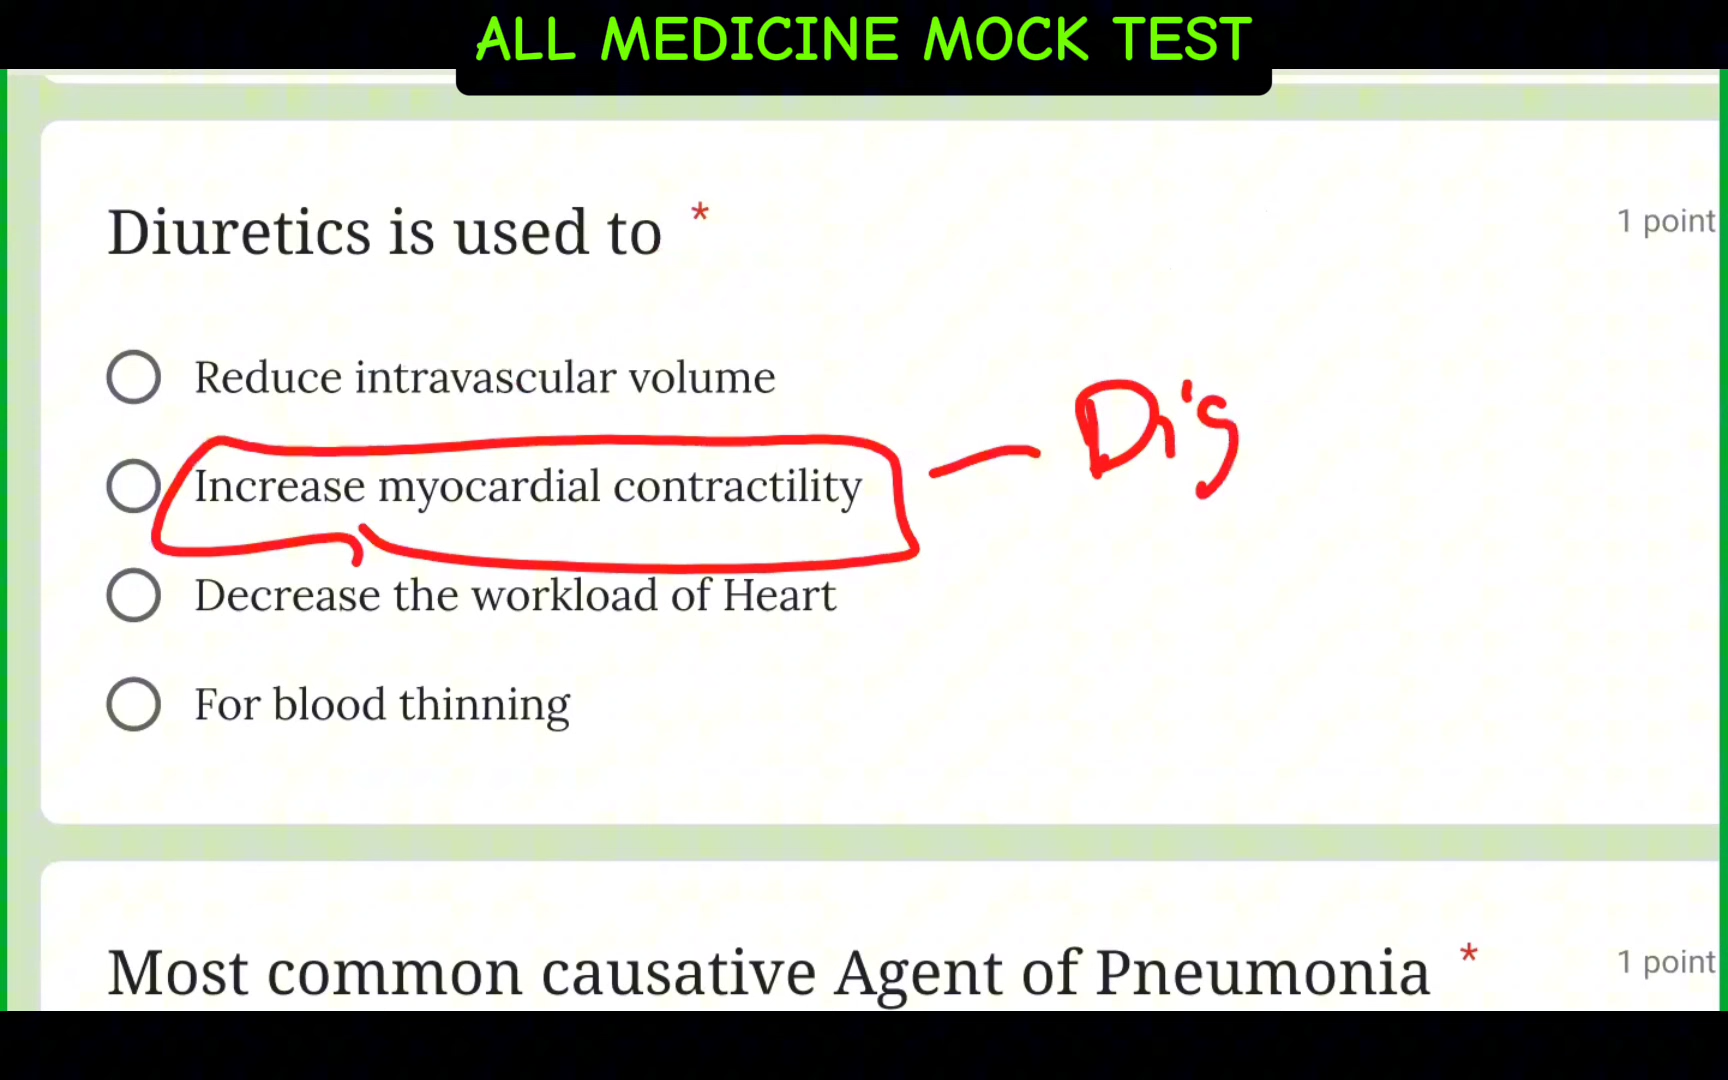 ALL MEDICINE MOCK TEST
Diuretics is used to *
1 point
Reduce intravascular volume
Increase myocardial contractility
Dig
Decrease the workload of Heart
For blood thinning
Most common causative Agent of Pneumonia *
1 point